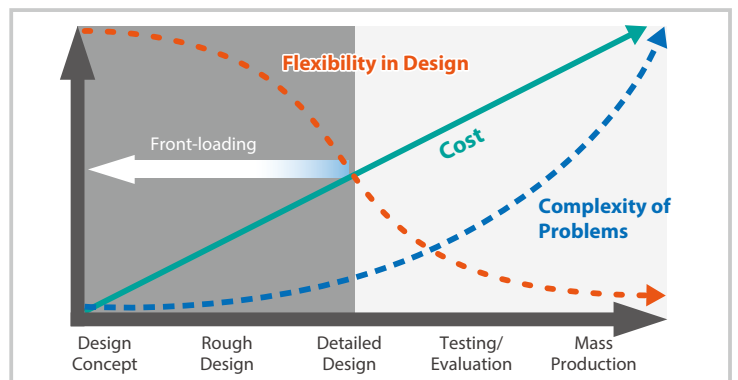 Flexibility in Design
Front-loading
Cost
Complexity of
Problems
Design
Concept
Rough
Design
Detailed
Design
Testing/
Evaluation
Mass
Production